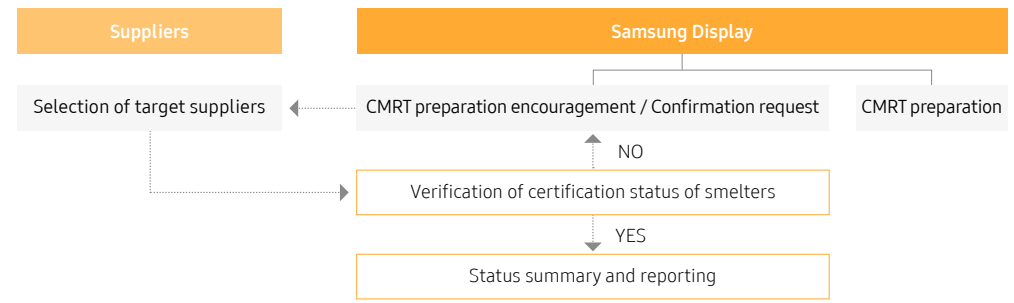 Suppliers
Samsung Display
Selection of target suppliers
CMRT preparation encouragement / Confirmation request
CMRT preparation
NO
Verification of certification status of smelters
YES
Status summary and reporting